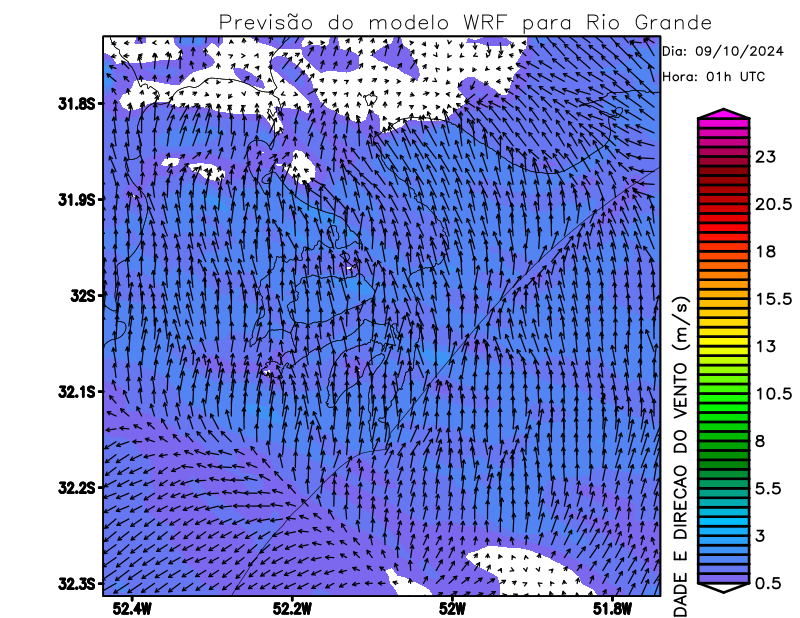 Previsão do modelo WRF para Rio Grande
Dia: 09/10/2024
Hora: 01h UTC
31.8S
31.9S
32S
32.1S
32.2S
32.3S
52.4W
52.2W
52W
51.8W
23
20.5
18
15.5
13
10.5
8
5.5
3
0.5
DADE E DIRECAO DO VENTO (m/s)